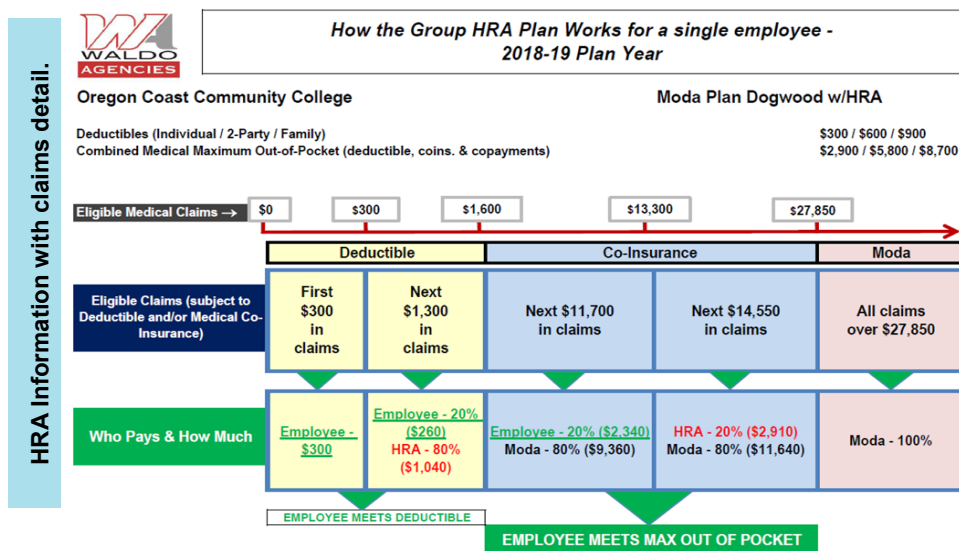 HRA Information with claims detail.
WA
WALDO
AGENCIES
How the Group HRA Plan Works for a single employee -
2018-19 Plan Year
Oregon Coast Community College
Moda Plan Dogwood w/HRA
Deductibles (Individual / 2-Party / Family)
$300 / $600 / $900
Combined Medical Maximum Out-of-Pocket (deductible, coins. & copayments)
$2,900 / $5,800 / $8,700
Eligible Medical Claims →
$0
$300
$1,600
$13,300
$27,850
Deductible
Co-Insurance
Moda
Eligible Claims (subject to
Deductible and/or Medical Co-
Insurance)
First
$300
in
claims
Next
$1,300
in
claims
Next $11,700
in claims
Next $14,550
in claims
All claims
over $27,850
Who Pays & How Much
Employee -
$300
Employee - 20%
($260)
HRA - 80%
($1,040)
Employee - 20% ($2,340)
Moda - 80% ($9,360)
HRA - 20% ($2,910)
Moda - 80% ($11,640)
Moda - 100%
EMPLOYEE MEETS DEDUCTIBLE
EMPLOYEE MEETS MAX OUT OF POCKET